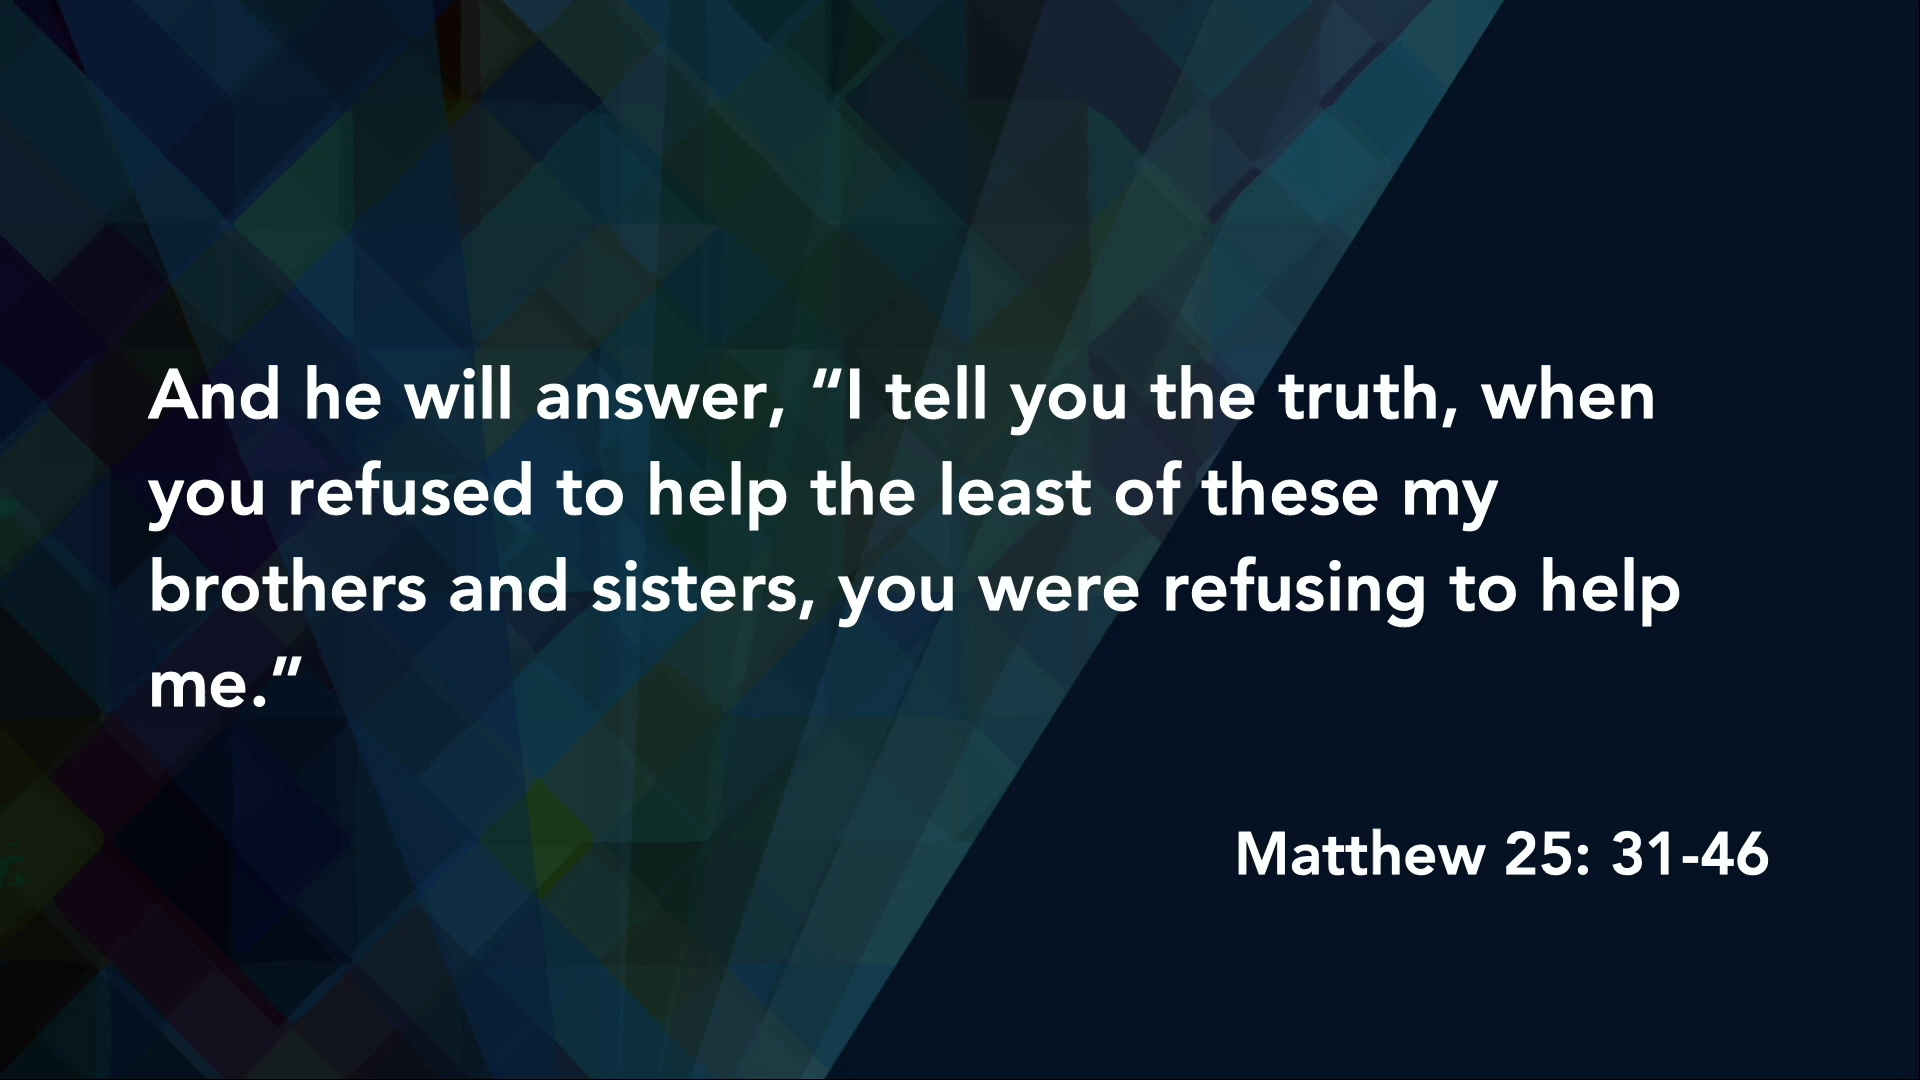 And he will answer, “I tell you the truth, when
you refused to help the least of these my
brothers and sisters, you were refusing to help
me.”
Matthew 25: 31-46